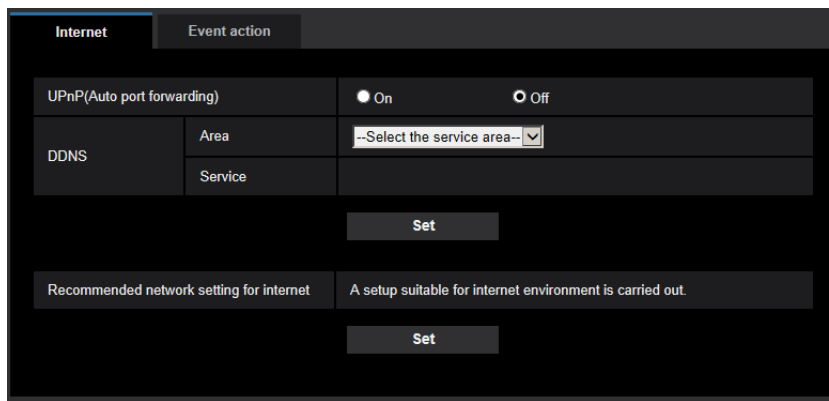 Internet Event action
UPnP(Auto port forwarding) On Off
DDNS
Area --Select the service area--
Service
Set
Recommended network setting for internet A setup suitable for internet environment is carried out.
Set